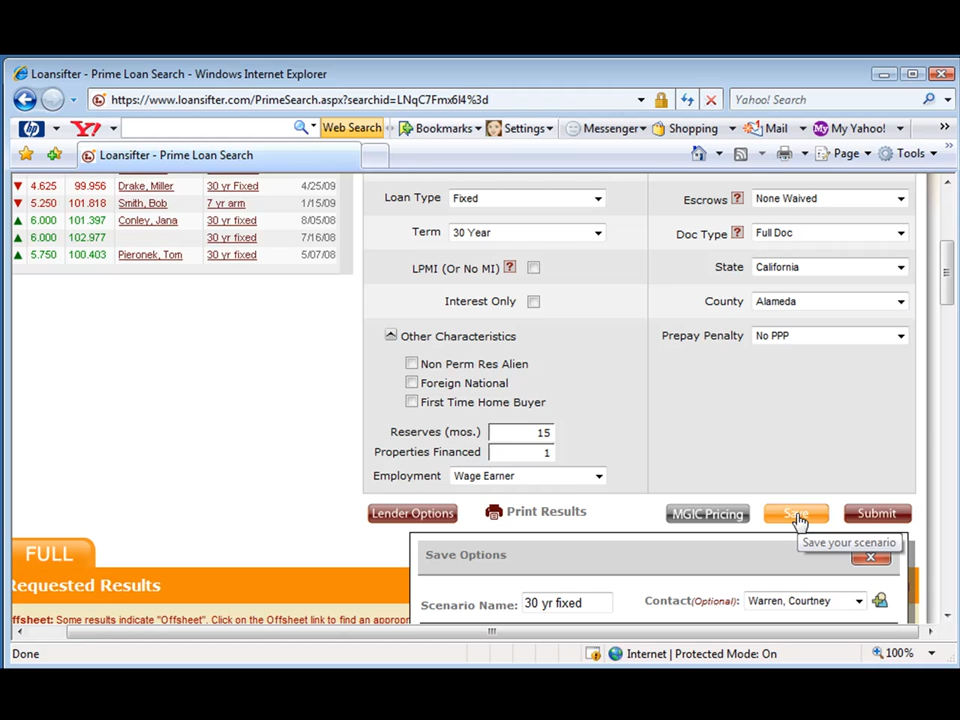 Loansifter - Prime Loan Search - Windows Internet Explorer
https://www.loansifter.com/PrimeSearch.aspx?searchid=LNqC7Fmx6I4%3d
Yahoo! Search
hp
Y!
Web Search
Bookmarks
Settings
Messenger
Shopping
Mail
My Yahoo!
»
Loansifter - Prime Loan Search
Page
Tools
»
4.625 99.956 Drake, Miller 30 yr Fixed 4/25/09
5.250 101.818 Smith, Bob 7 yr arm 1/15/09
6.000 101.397 Conley, Jana 30 yr fixed 8/05/08
6.000 102.977 30 yr fixed 7/16/08
5.750 100.403 Pieronek, Tom 30 yr fixed 5/07/08
Loan Type Fixed
Escrows ? None Waived
Term 30 Year
Doc Type ? Full Doc
LPMI (Or No MI) ?
State California
Interest Only
County Alameda
Other Characteristics
Prepay Penalty No PPP
Non Perm Res Alien
Foreign National
First Time Home Buyer
Reserves (mos.) 15
Properties Financed 1
Employment Wage Earner
Lender Options
Print Results
MGIC Pricing
Save
Submit
Save your scenario
FULL
Save Options
X
equested Results
Scenario Name: 30 yr fixed
Contact(Optional): Warren, Courtney
ffsheet: Some results indicate "Offsheet". Click on the Offsheet link to find an appro
Done
Internet | Protected Mode: On
100%